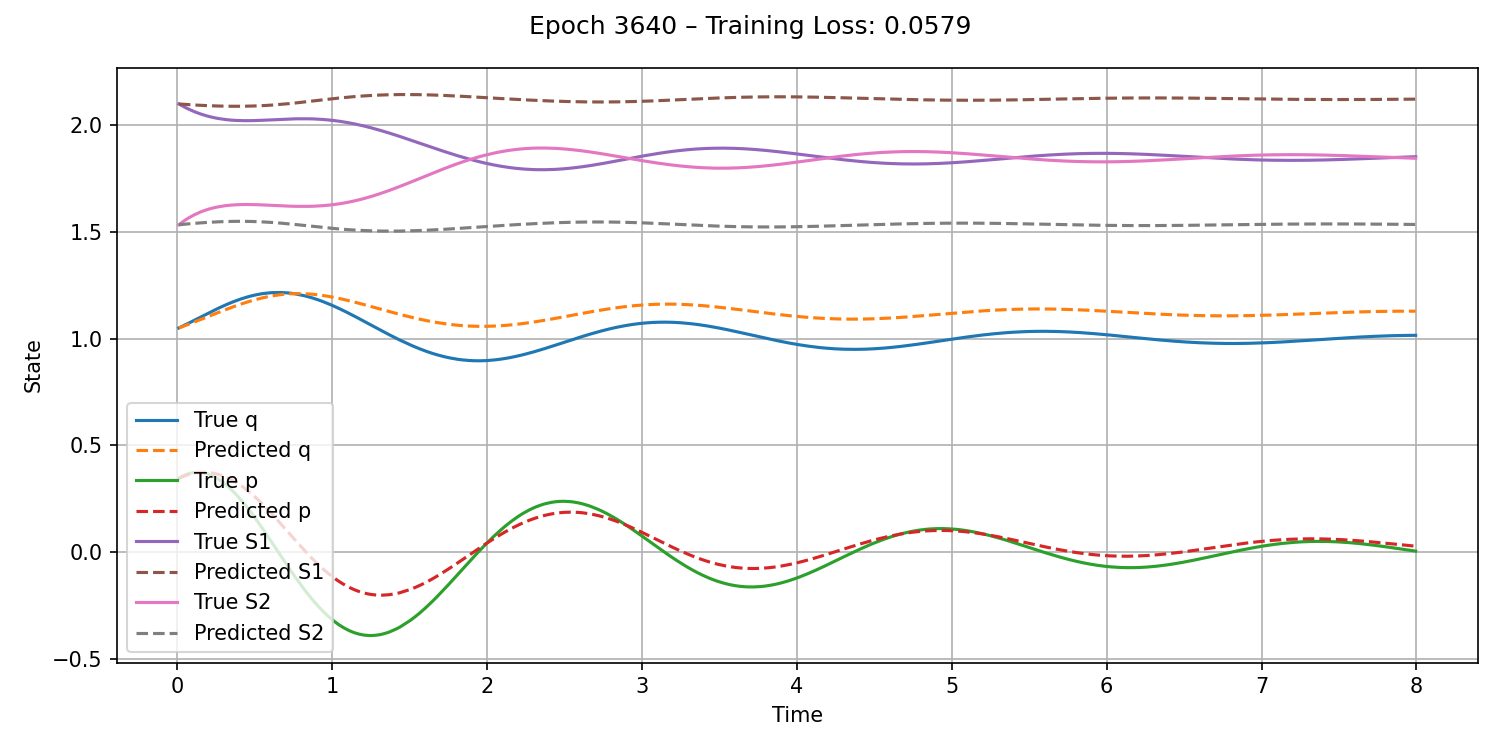 Epoch 3640 – Training Loss: 0.0579
State
2.0
1.5
1.0
0.5
0.0
−0.5
True q
Predicted q
True p
Predicted p
True S1
Predicted S1
True S2
Predicted S2
0 1 2 3 4 5 6 7 8
Time